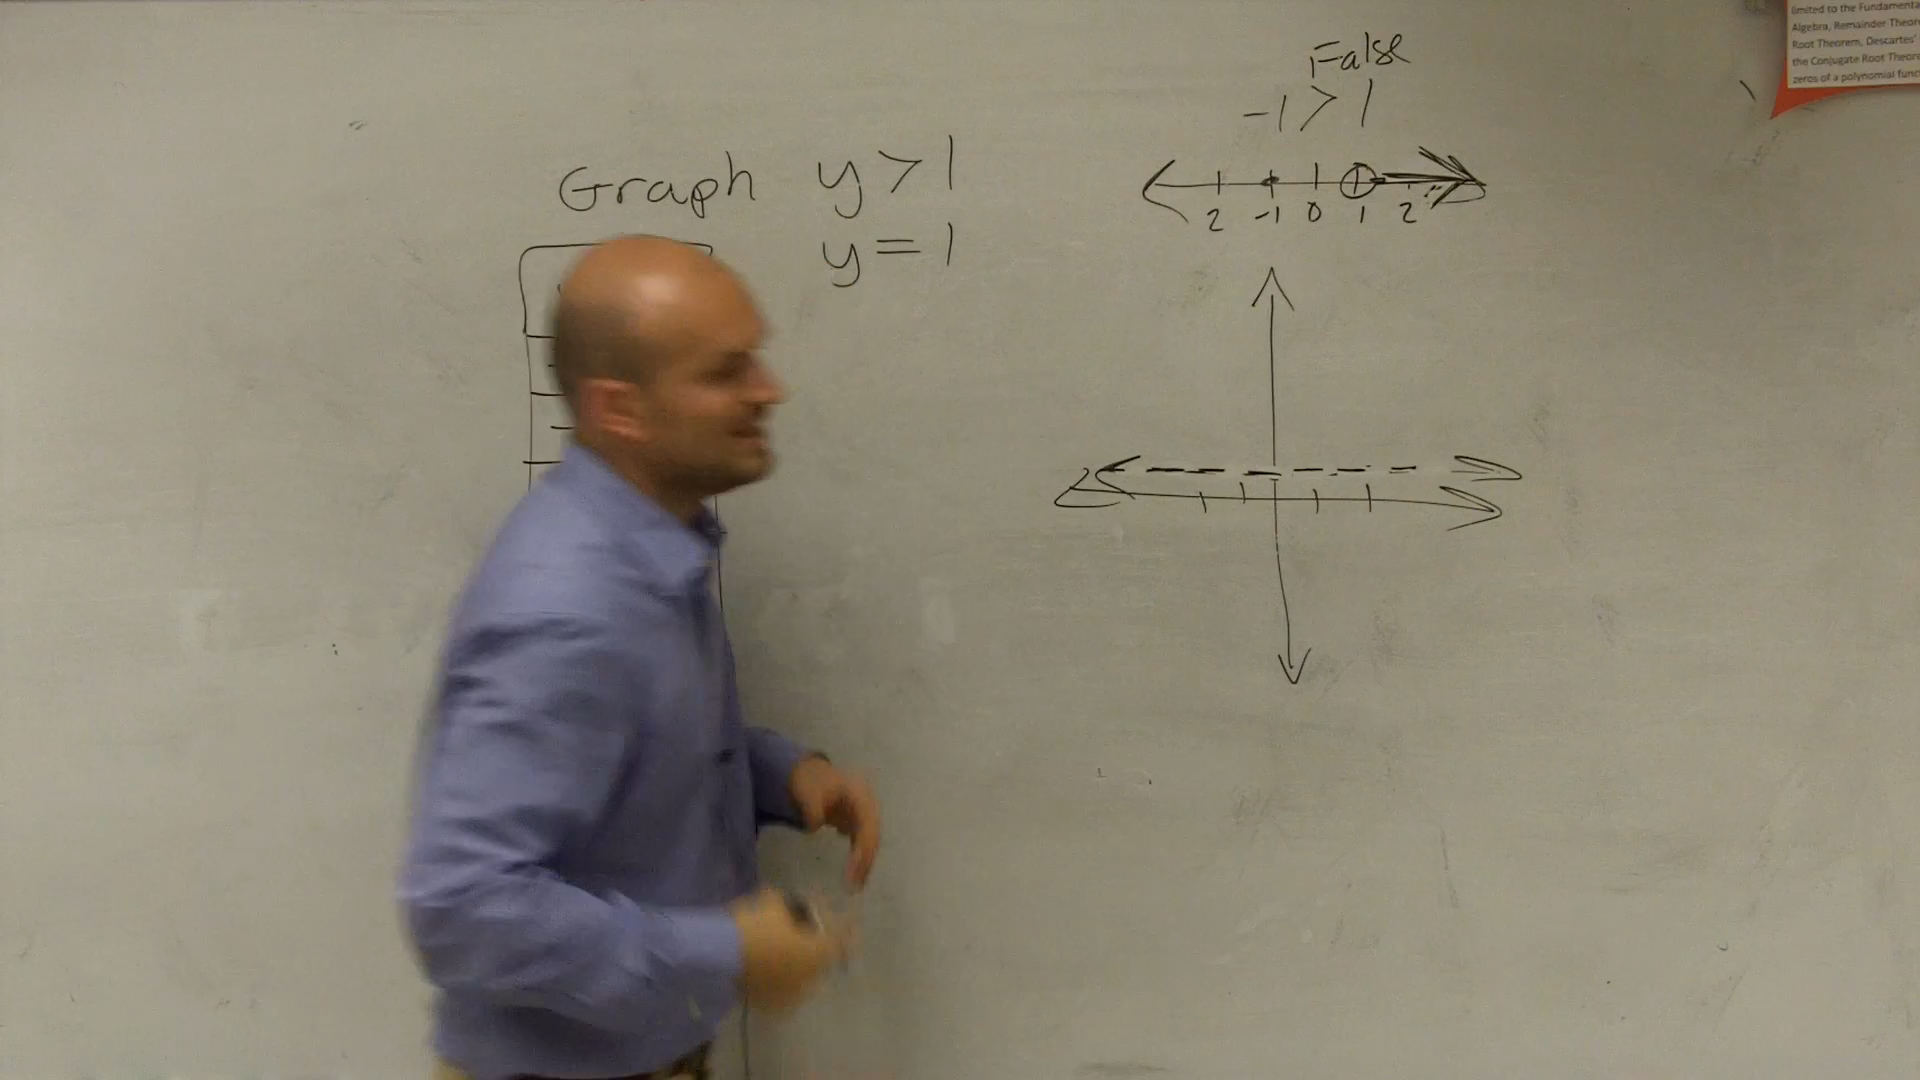 False
-1 > 1
Graph y > 1
2 -1 0 1 2
y = 1
limited to the Fundamenta
Algebra, Remainder Theor
Root Theorem, Descartes'
the Conjugate Root Theor
zeros of a polynomial func